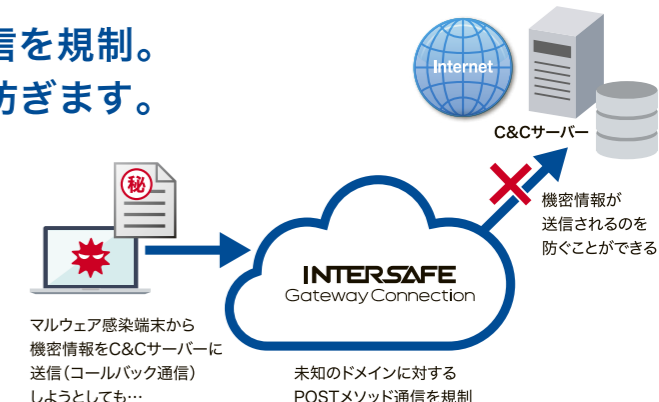 信を規制。
防ぎます。
Internet
C&Cサーバー
機密情報が
送信されるのを
防ぐことができる
秘
INTERSAFE
Gateway Connection
マルウェア感染端末から
機密情報をC&Cサーバーに
送信（コールバック通信）
しようとしても…
未知のドメインに対する
POSTメソッド通信を規制